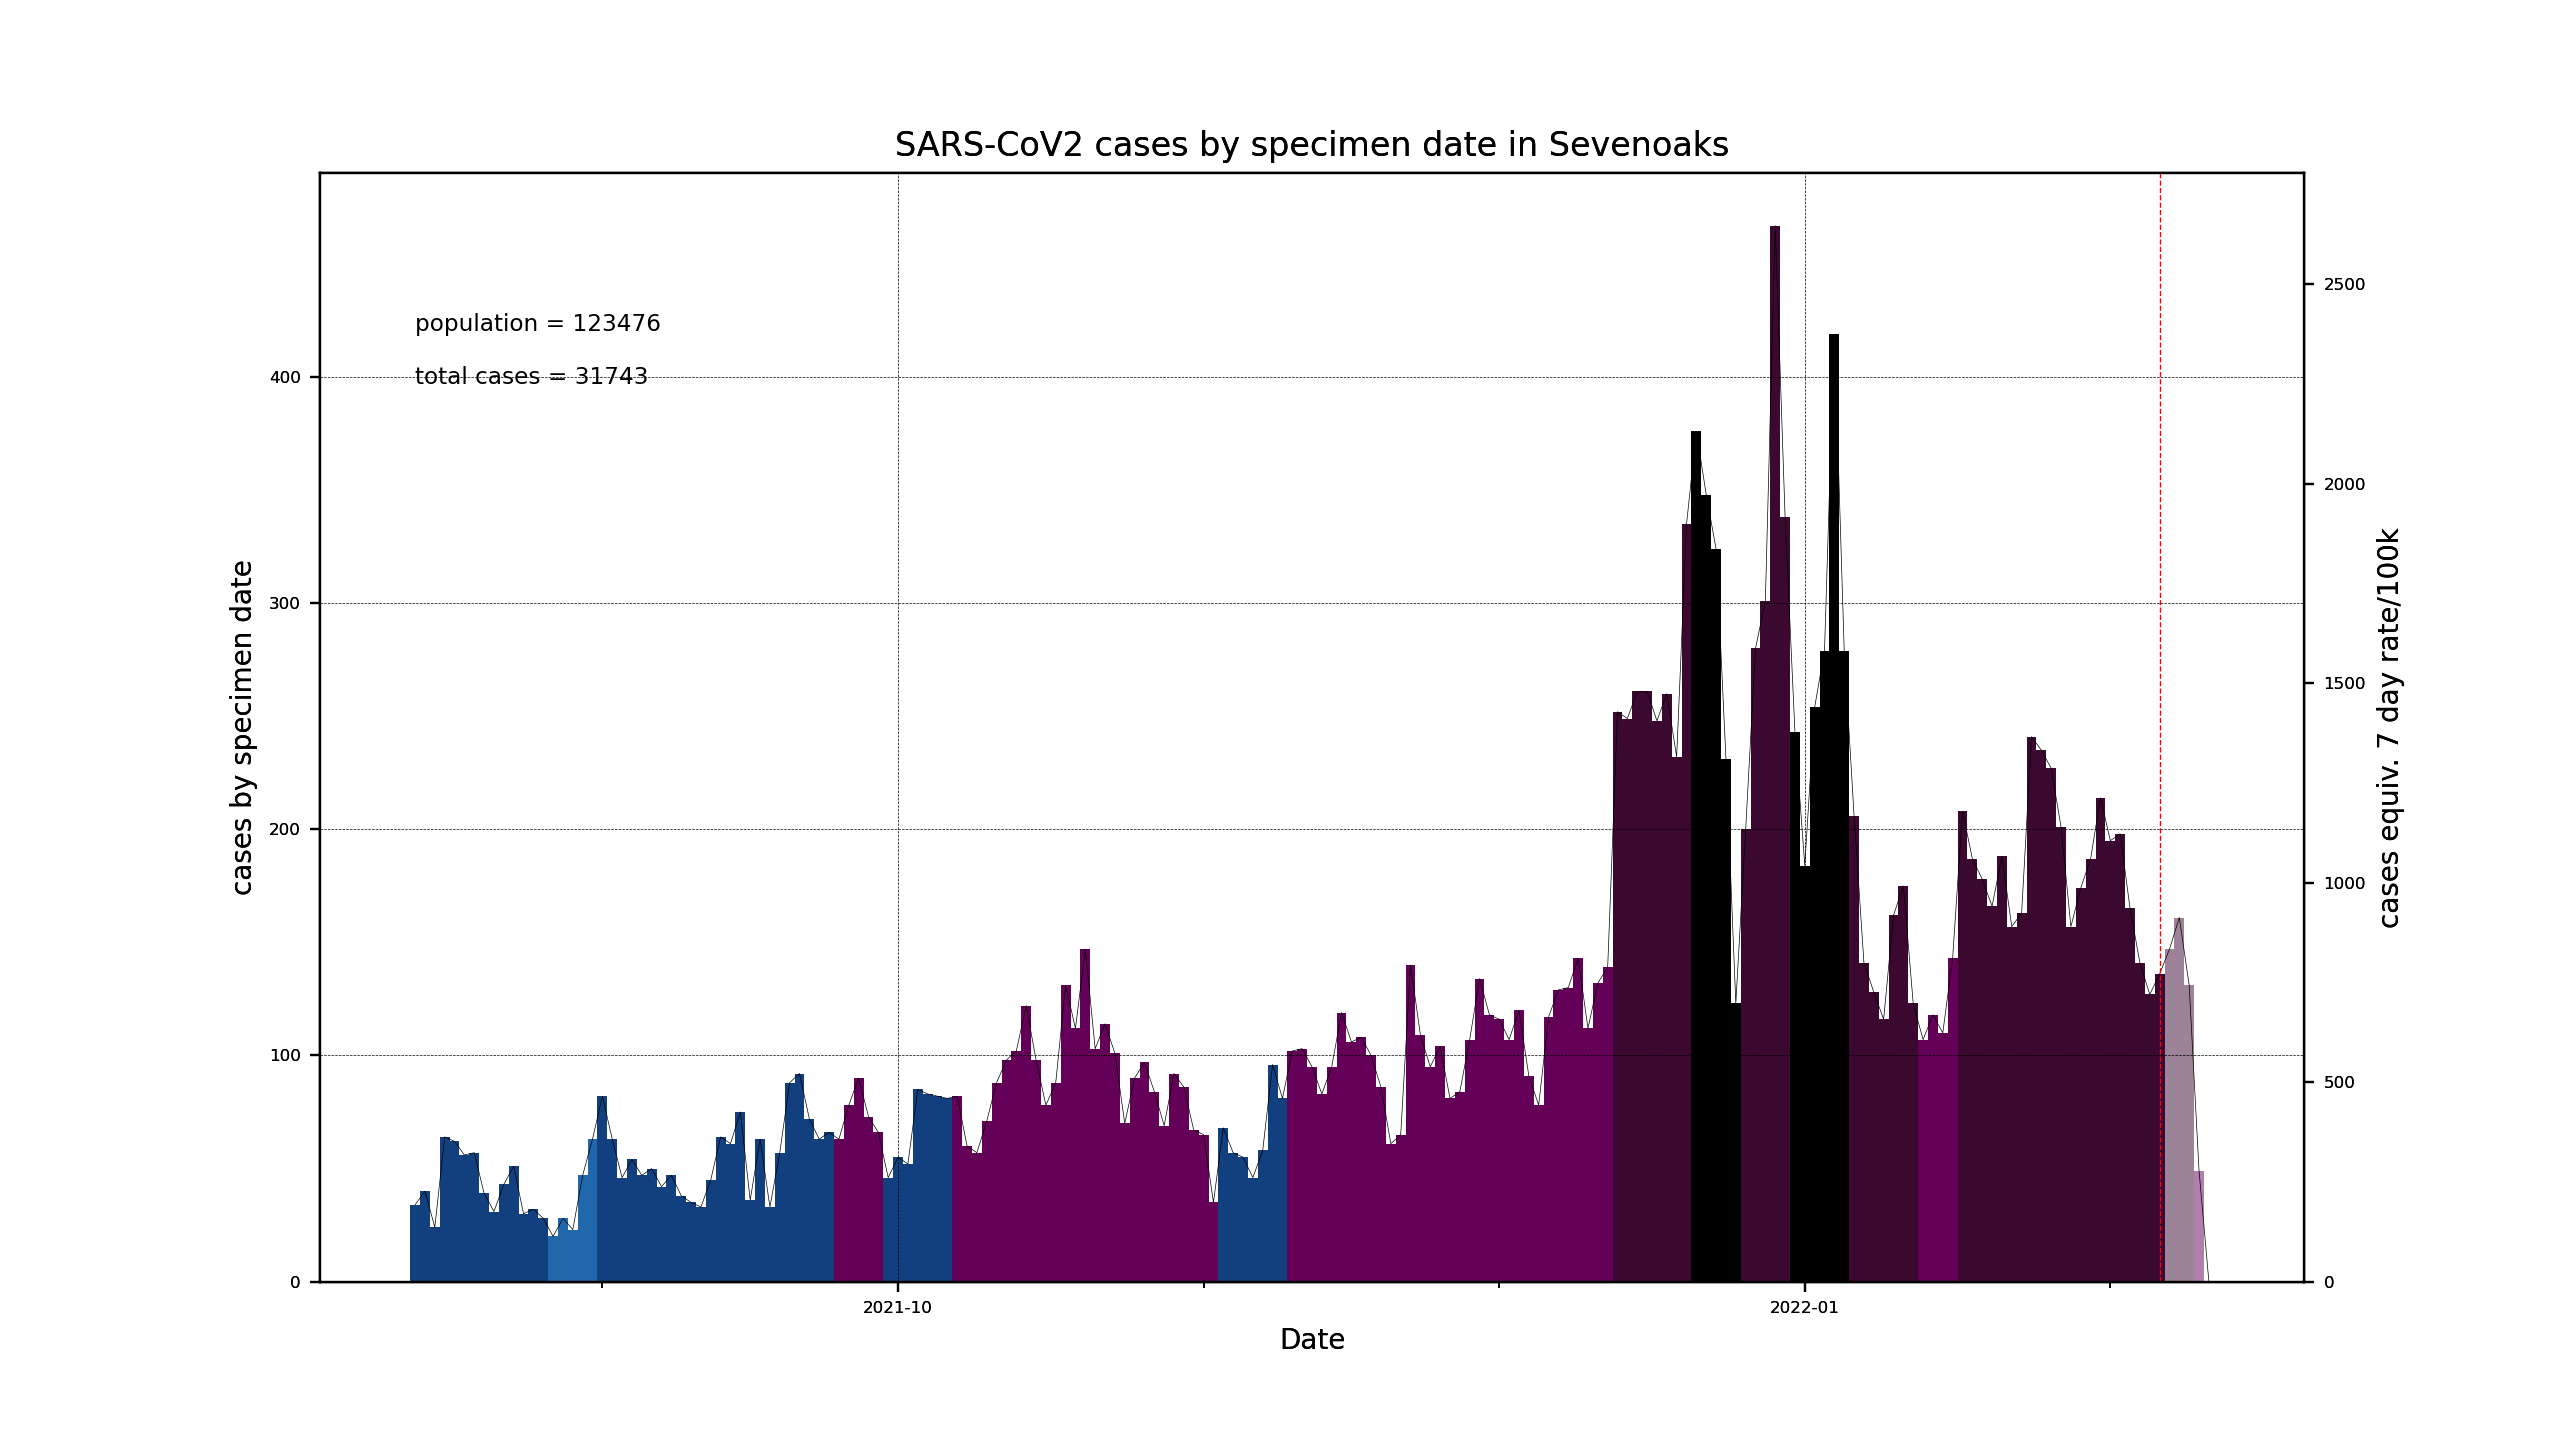 SARS-CoV2 cases by specimen date in Sevenoaks
population = 123476
total cases = 31743
cases by specimen date
400
300
200
100
0
2500
2000
1500
1000
500
0
cases equiv. 7 day rate/100k
2021-10
2022-01
Date